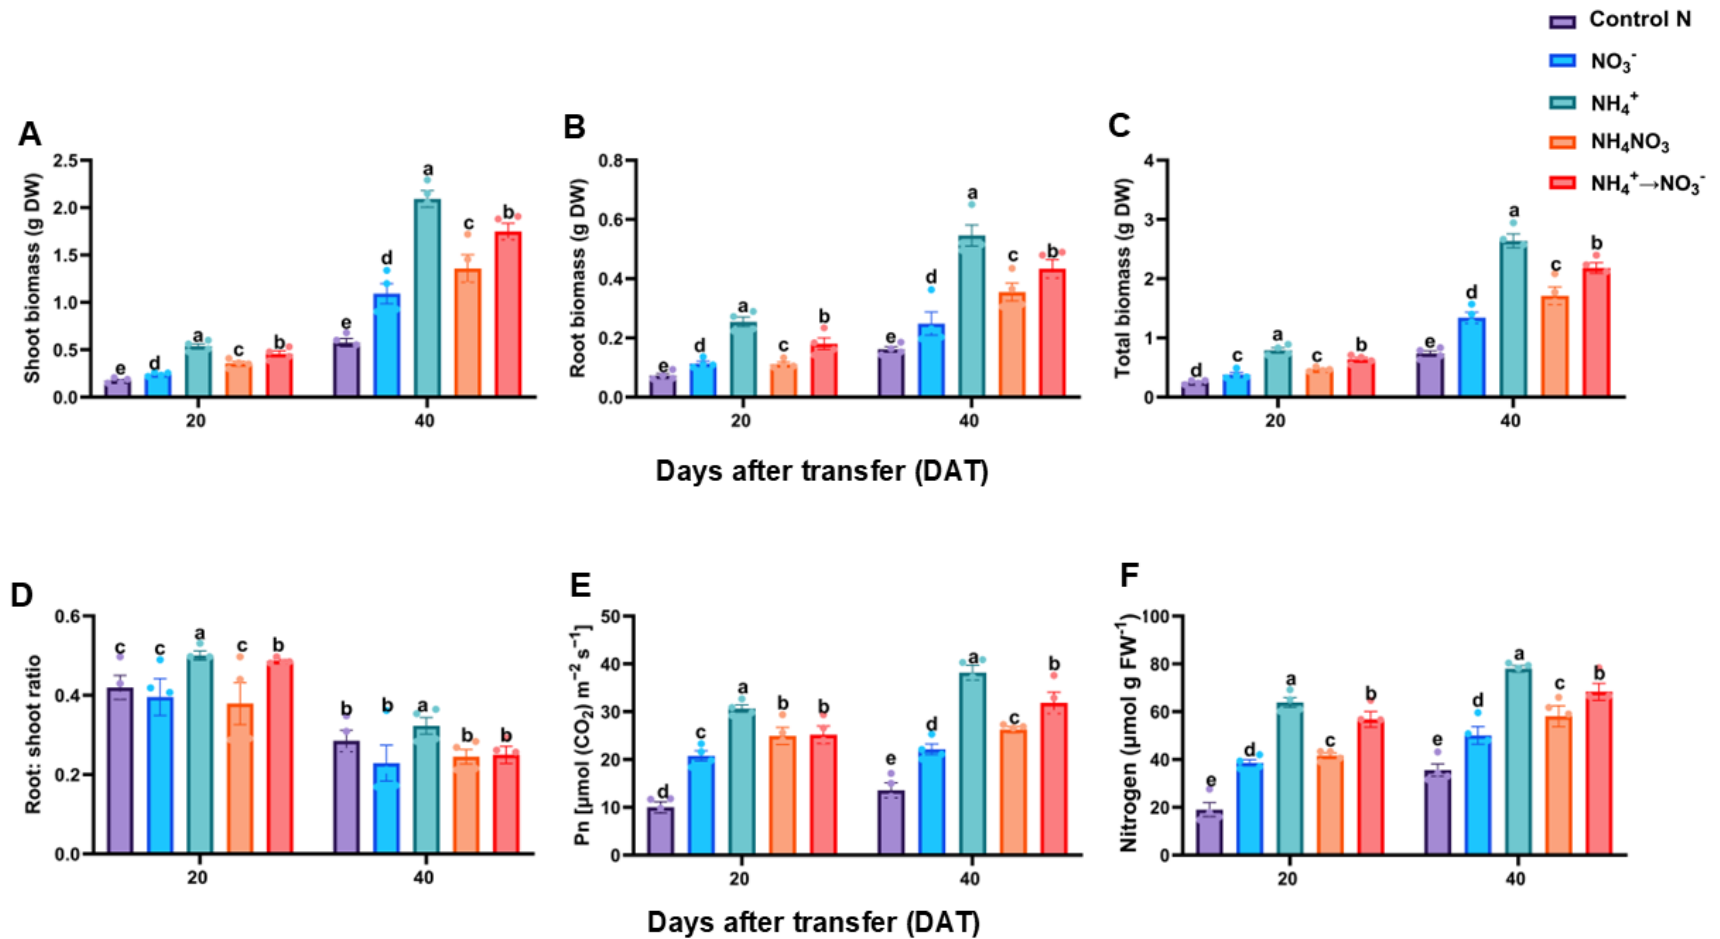 Control N
NO₃⁻
NH₄⁺
NH₄NO₃
NH₄⁺→NO₃⁻
A
Shoot biomass (g DW)
2.5
2.0
1.5
1.0
0.5
0.0
e d a c b e d a c b
20 40
B
Root biomass (g DW)
0.8
0.6
0.4
0.2
0.0
e d a c b e d a c b
20 40
C
Total biomass (g DW)
4
3
2
1
0
d c a c b e d a c b
20 40
Days after transfer (DAT)
D
Root: shoot ratio
0.6
0.4
0.2
0.0
c c a c b b b a b b
20 40
E
Pn [µmol (CO₂) m⁻² s⁻¹]
50
40
30
20
10
0
d c a b b e d a c b
20 40
F
Nitrogen (µmol g FW⁻¹)
100
80
60
40
20
0
e d a c b e d a c b
20 40
Days after transfer (DAT)